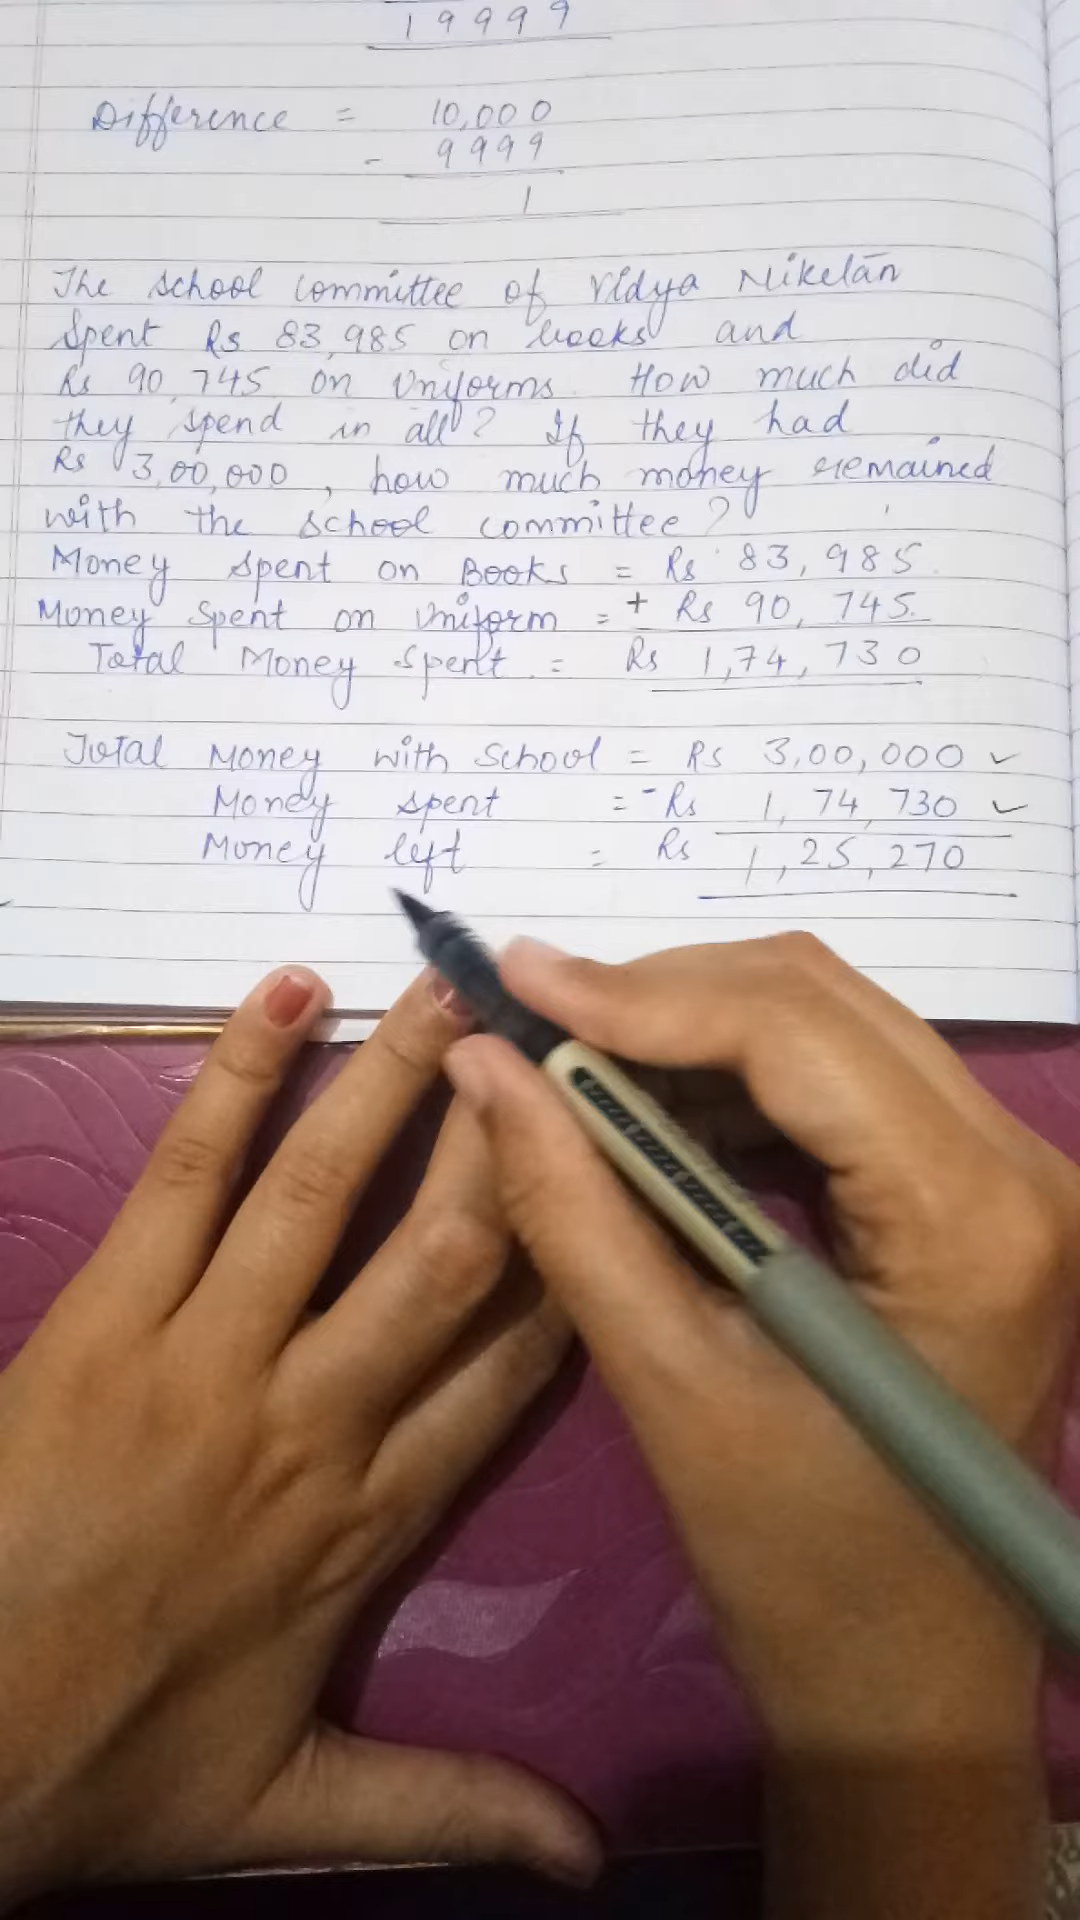 19999
Difference = 10,000
- 9999
1
The school committee of Vidya Niketan
Spent Rs 83,985 on books and
Rs 90,745 on Uniforms. How much did
they spend in all? If they had
Rs 3,00,000, how much money remained
with the school committee?
Money Spent on Books = Rs 83,985.
Money Spent on Uniform = + Rs 90,745.
Total Money Spent = Rs 1,74,730
Total Money with School = Rs 3,00,000 ✓
Money spent = - Rs 1,74,730 ✓
Money left = Rs 1,25,270